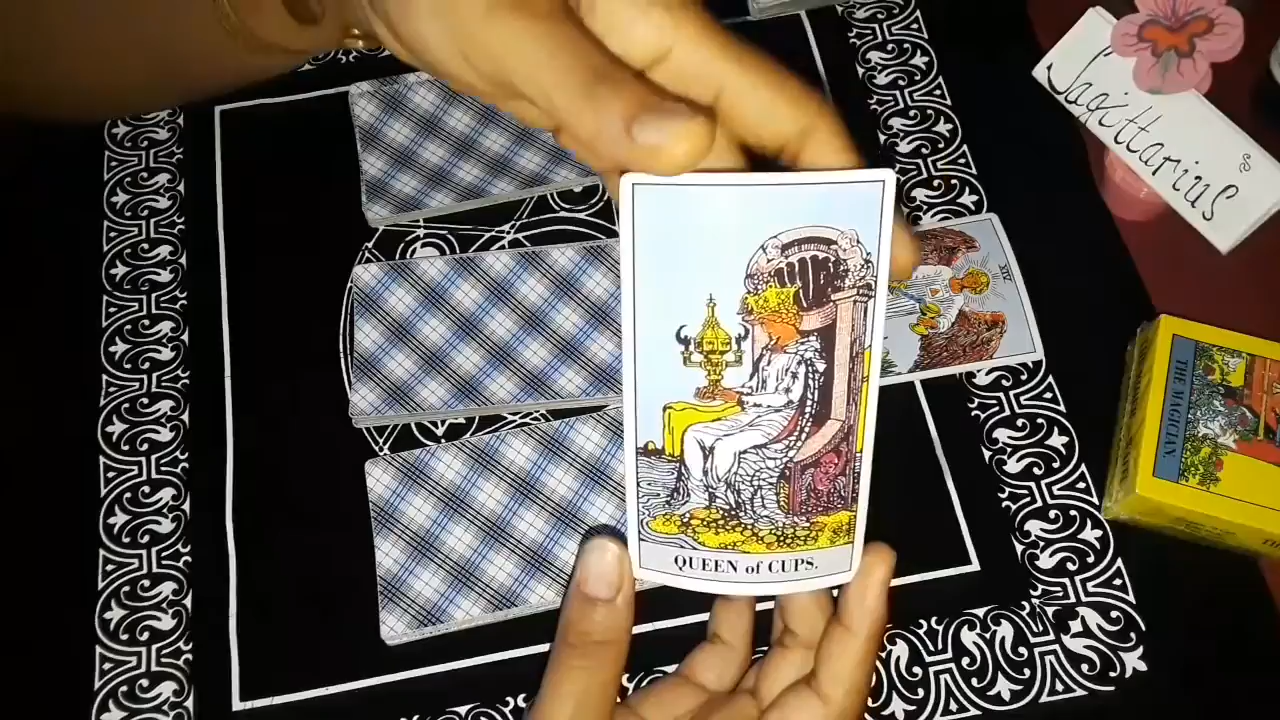 Sagittarius
XIV
THE MAGICIAN.
QUEEN of CUPS.